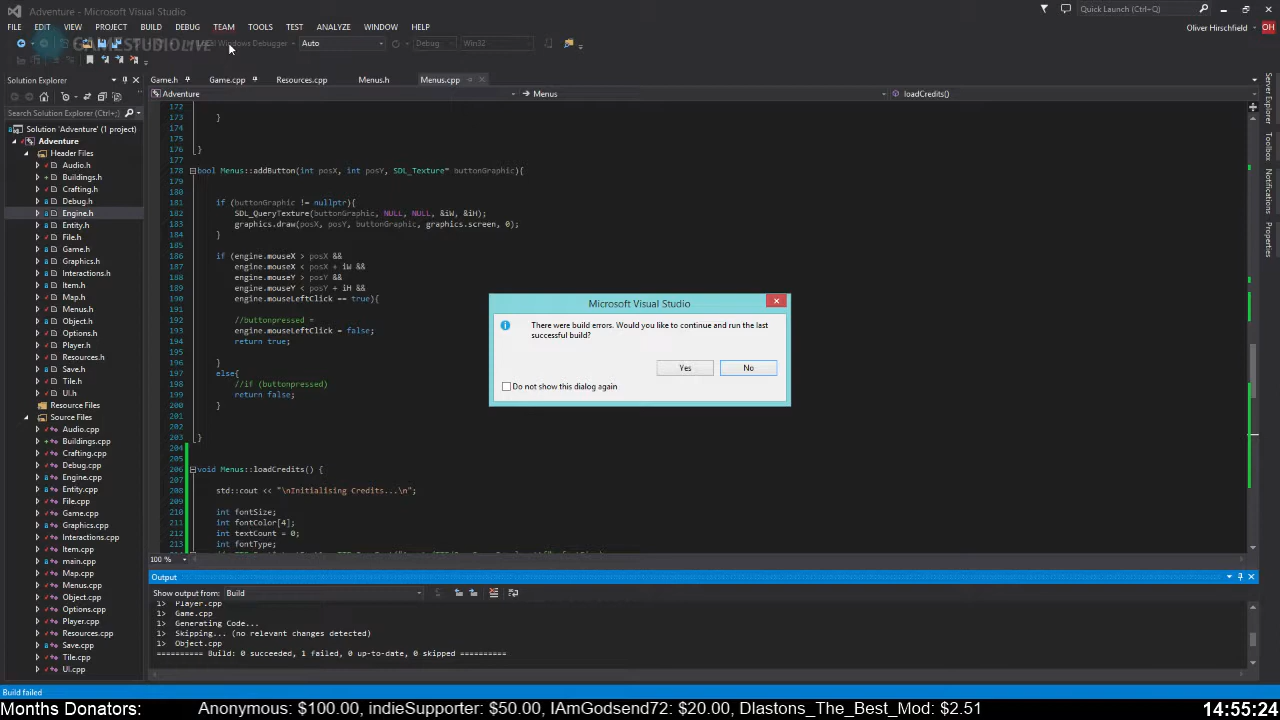 Adventure - Microsoft Visual Studio
Quick Launch (Ctrl+Q)
FILE EDIT VIEW PROJECT BUILD DEBUG TEAM TOOLS TEST ANALYZE WINDOW HELP
Oliver Hirschfield OH
GAMESTUDIOLIVE
Windows Debugger Auto Debug Win32
Solution Explorer
Game.h Game.cpp Resources.cpp Menus.h Menus.cpp
Adventure Menus loadCredits()
Search Solution Explorer (Ctrl+;)
Solution 'Adventure' (1 project)
Adventure
Header Files
Audio.h
Buildings.h
Crafting.h
Debug.h
Engine.h
Entity.h
File.h
Game.h
Graphics.h
Interactions.h
Item.h
Map.h
Menus.h
Object.h
Options.h
Player.h
Resources.h
Save.h
Tile.h
UI.h
Resource Files
Source Files
Audio.cpp
Buildings.cpp
Crafting.cpp
Debug.cpp
Engine.cpp
Entity.cpp
File.cpp
Game.cpp
Graphics.cpp
Interactions.cpp
Item.cpp
main.cpp
Map.cpp
Menus.cpp
Object.cpp
Options.cpp
Player.cpp
Resources.cpp
Save.cpp
Tile.cpp
UI.cpp
172
173 }
174
175
176 }
177
178 bool Menus::addButton(int posX, int posY, SDL_Texture* buttonGraphic){
179
180
181
182 if (buttonGraphic != nullptr){
182 SDL_QueryTexture(buttonGraphic, NULL, NULL, &iW, &iH);
183 graphics.draw(posX, posY, buttonGraphic, graphics.screen, 0);
184 }
185
186 if (engine.mouseX > posX &&
187 engine.mouseX < posX + iW &&
188 engine.mouseY > posY &&
189 engine.mouseY < posY + iH &&
190 engine.mouseLeftClick == true){
191
192 //buttonpressed =
193 engine.mouseLeftClick = false;
194 return true;
195
196 }
197 else{
198 //if (buttonpressed)
199 return false;
200 }
201
202
203 }
204
205
206 void Menus::loadCredits() {
207
208 std::cout << "\nInitialising Credits...\n";
209
210 int fontSize;
211 int fontColor[4];
212 int textCount = 0;
213 int fontType;
100 %
Microsoft Visual Studio
There were build errors. Would you like to continue and run the last
successful build?
Yes No
Do not show this dialog again
Server Explorer
Toolbox
Notifications
Properties
Output
Show output from: Build
1> Player.cpp
1> Game.cpp
1> Generating Code...
1> Skipping... (no relevant changes detected)
1> Object.cpp
========== Build: 0 succeeded, 1 failed, 0 up-to-date, 0 skipped ==========
Build failed
Months Donators: Anonymous: $100.00, indieSupporter: $50.00, IAmGodsend72: $20.00, Dlastons_The_Best_Mod: $2.51
14:55:24